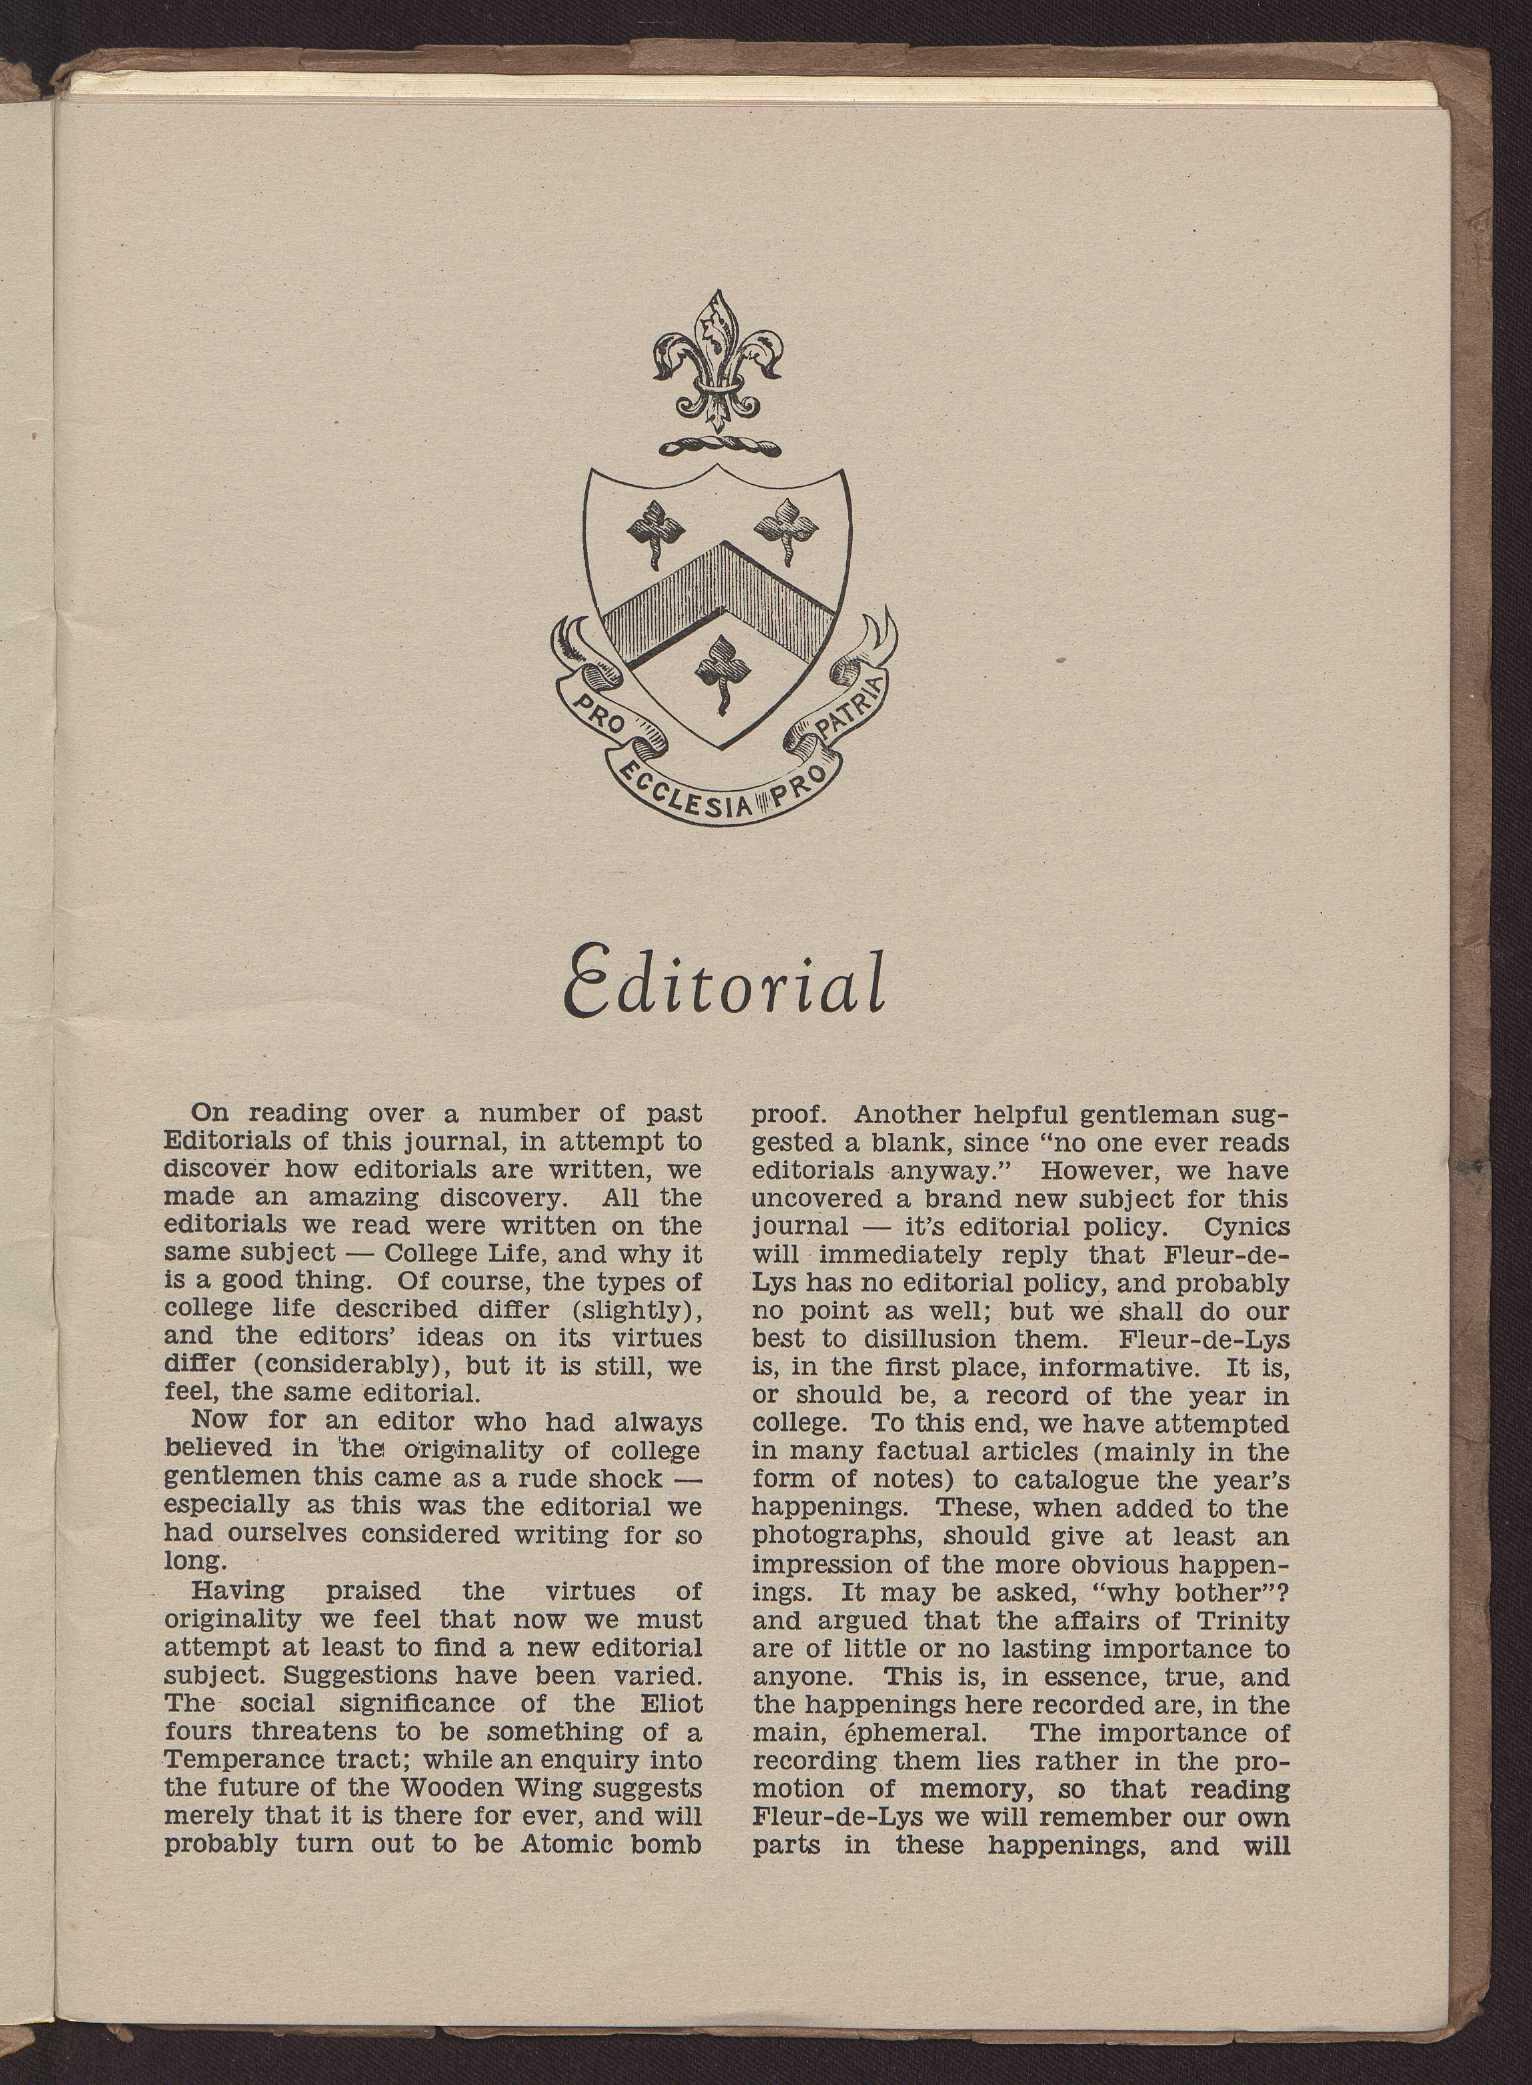 PRO ECCLESIA PRO PATRIA
Editorial
On reading over a number of past
Editorials of this journal, in attempt to
discover how editorials are written, we
made an amazing discovery. All the
editorials we read were written on the
same subject — College Life, and why it
is a good thing. Of course, the types of
college life described differ (slightly),
and the editors' ideas on its virtues
differ (considerably), but it is still, we
feel, the same editorial.
Now for an editor who had always
believed in the originality of college
gentlemen this came as a rude shock —
especially as this was the editorial we
had ourselves considered writing for so
long.
Having praised the virtues of
originality we feel that now we must
attempt at least to find a new editorial
subject. Suggestions have been varied.
The social significance of the Eliot
fours threatens to be something of a
Temperance tract; while an enquiry into
the future of the Wooden Wing suggests
merely that it is there for ever, and will
probably turn out to be Atomic bomb
proof. Another helpful gentleman sug-
gested a blank, since “no one ever reads
editorials anyway.” However, we have
uncovered a brand new subject for this
journal — it's editorial policy. Cynics
will immediately reply that Fleur-de-
Lys has no editorial policy, and probably
no point as well; but we shall do our
best to disillusion them. Fleur-de-Lys
is, in the first place, informative. It is,
or should be, a record of the year in
college. To this end, we have attempted
in many factual articles (mainly in the
form of notes) to catalogue the year's
happenings. These, when added to the
photographs, should give at least an
impression of the more obvious happen-
ings. It may be asked, “why bother”?
and argued that the affairs of Trinity
are of little or no lasting importance to
anyone. This is, in essence, true, and
the happenings here recorded are, in the
main, éphemeral. The importance of
recording them lies rather in the pro-
motion of memory, so that reading
Fleur-de-Lys we will remember our own
parts in these happenings, and will